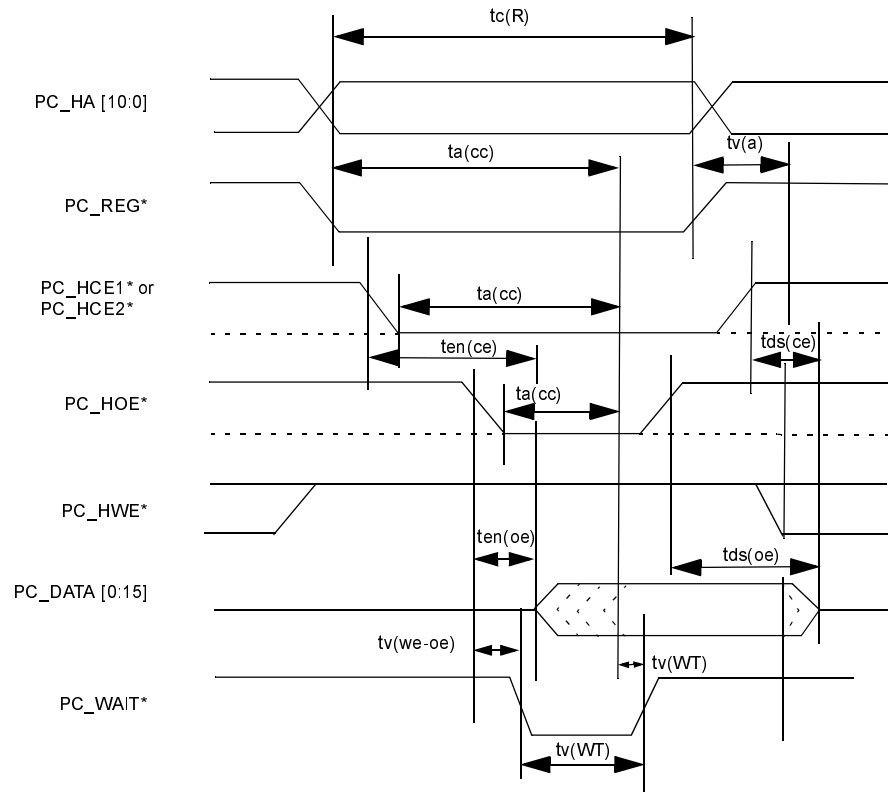 tc(R)
PC_HA [10:0]
tv(a)
ta(cc)
PC_REG*
PC_HCE1* or
PC_HCE2*
ta(cc)
ten(ce)
tds(ce)
PC_HOE*
ta(cc)
PC_HWE*
ten(oe)
tds(oe)
PC_DATA [0:15]
tv(we-oe)
tv(WT)
PC_WAIT*
tv(WT)